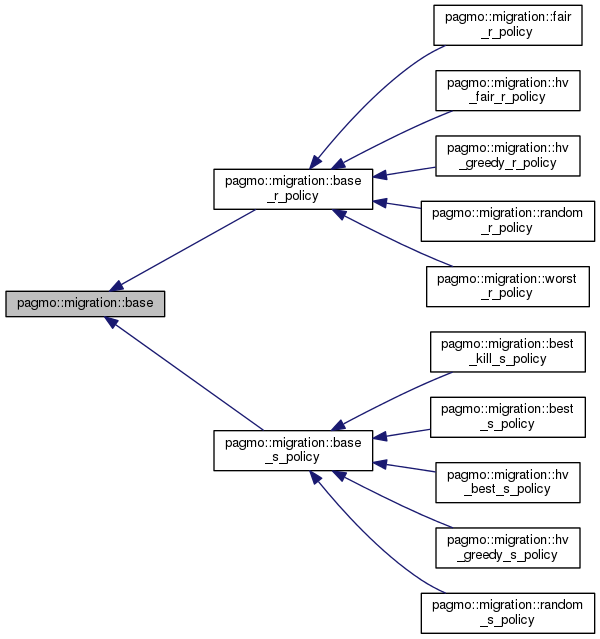 pagmo::migration::fair
_r_policy
pagmo::migration::hv
_fair_r_policy
pagmo::migration::hv
_greedy_r_policy
pagmo::migration::base
_r_policy
pagmo::migration::random
_r_policy
pagmo::migration::worst
_r_policy
pagmo::migration::base
pagmo::migration::best
_kill_s_policy
pagmo::migration::best
_s_policy
pagmo::migration::base
_s_policy
pagmo::migration::hv
_best_s_policy
pagmo::migration::hv
_greedy_s_policy
pagmo::migration::random
_s_policy